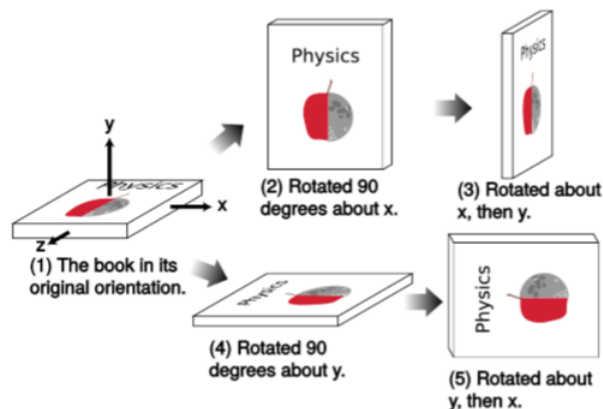 Physics
Physics
(2) Rotated 90
degrees about x.
(3) Rotated about
x, then y.
y
Physics
x
z
(1) The book in its
original orientation.
Physics
(4) Rotated 90
degrees about y.
Physics
(5) Rotated about
y, then x.